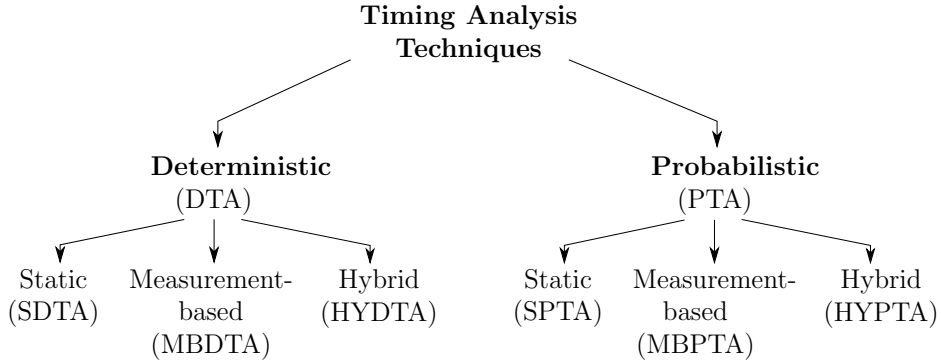 Timing Analysis
Techniques
Deterministic
(DTA)
Probabilistic
(PTA)
Static
(SDTA)
Measurement-
based
(MBDTA)
Hybrid
(HYDTA)
Static
(SPTA)
Measurement-
based
(MBPTA)
Hybrid
(HYPTA)